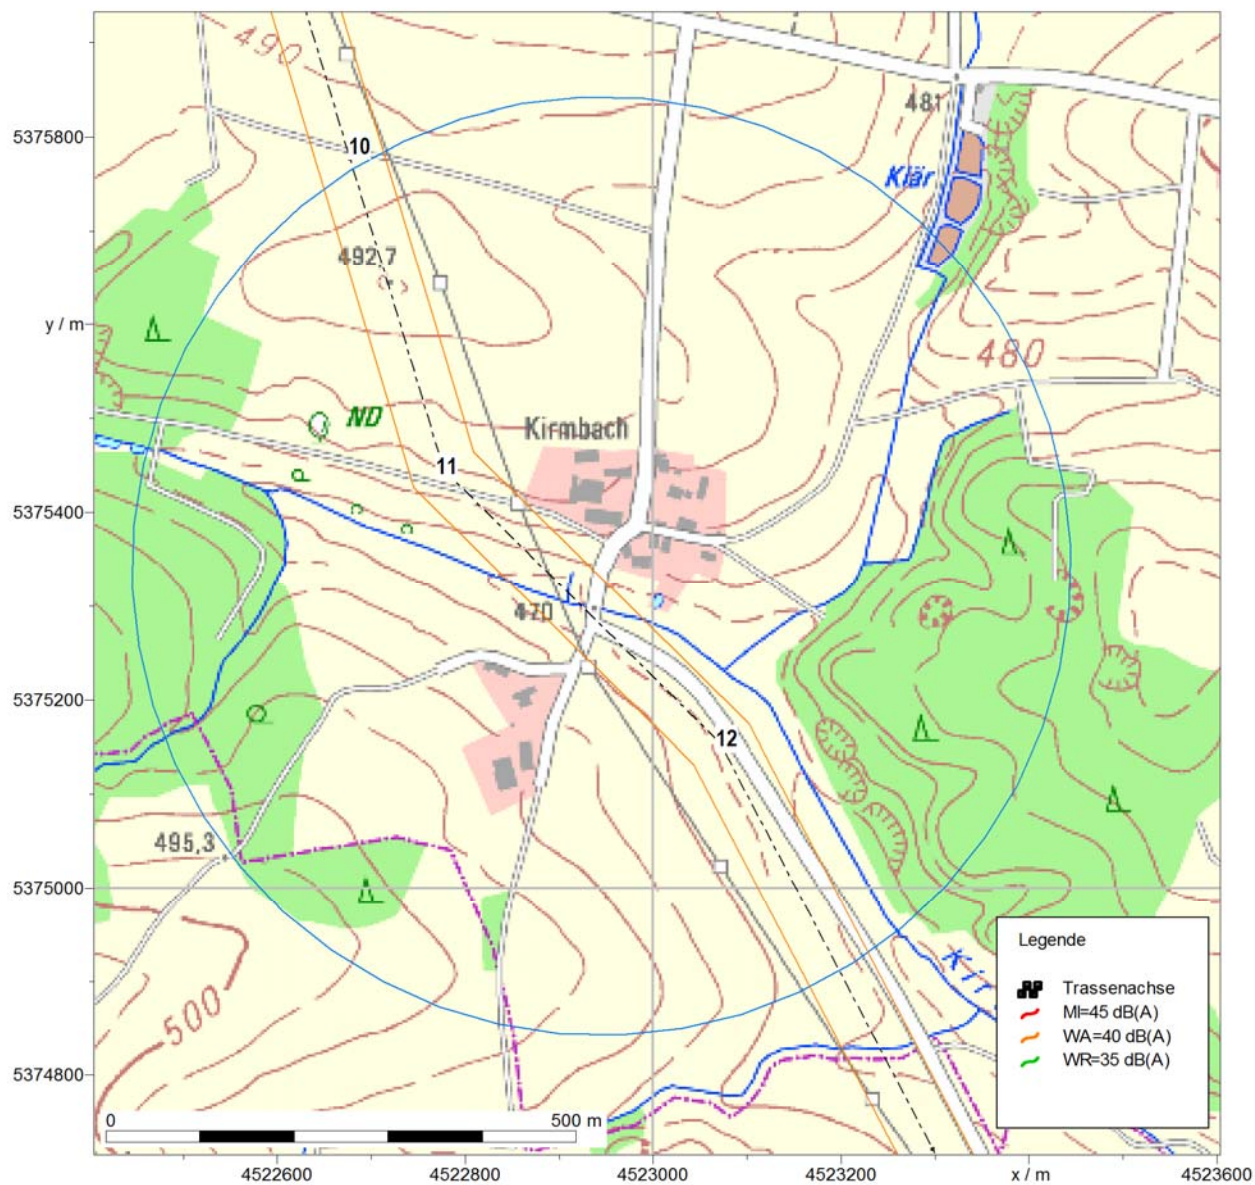 490
481
5375800
10
Klär
492,7
y / m
480
ND
Kirmbach
11
5375400
470
5375200
12
495,3
5375000
Kir
Legende
Trassenachse
MI=45 dB(A)
WA=40 dB(A)
WR=35 dB(A)
500
5374800
0
500 m
4522600
4522800
4523000
4523200
x / m
4523600